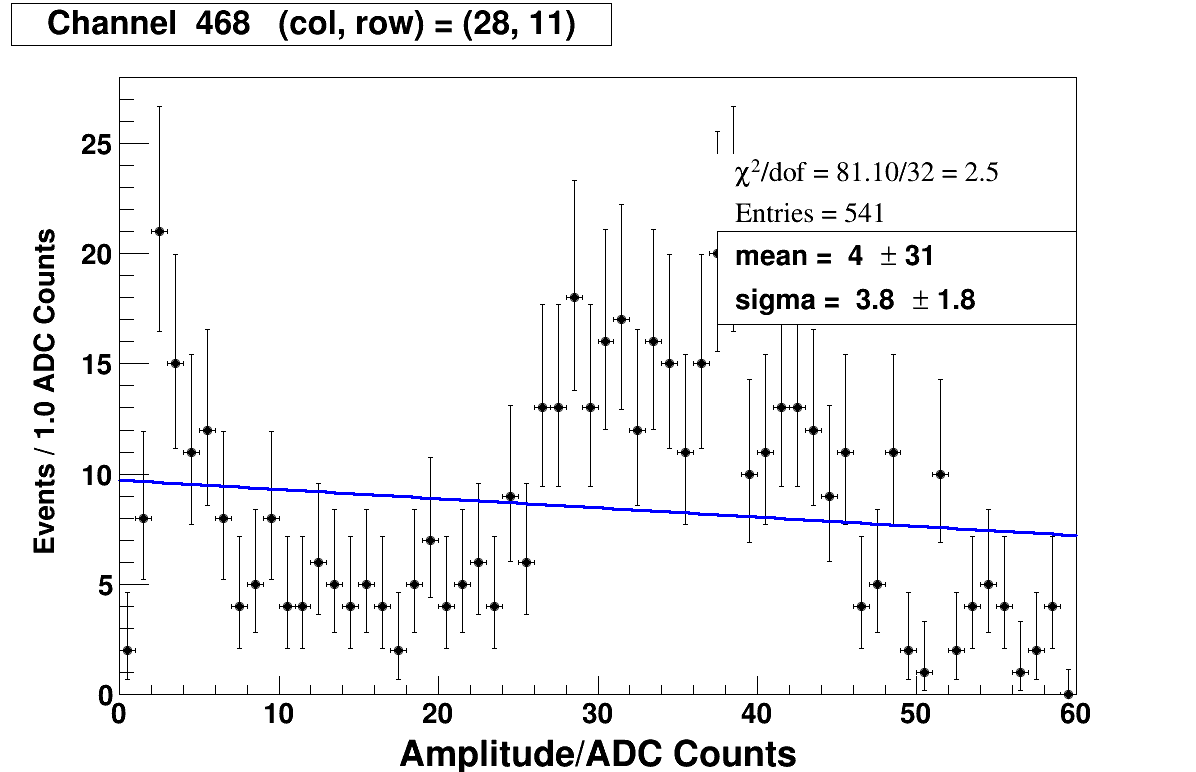 Channel 468 (col, row) = (28, 11)
χ²/dof = 81.10/32 = 2.5
Entries = 541
mean = 4 ± 31
sigma = 3.8 ± 1.8
Events / 1.0 ADC Counts
25
20
15
10
5
0
0 10 20 30 40 50 60
Amplitude/ADC Counts